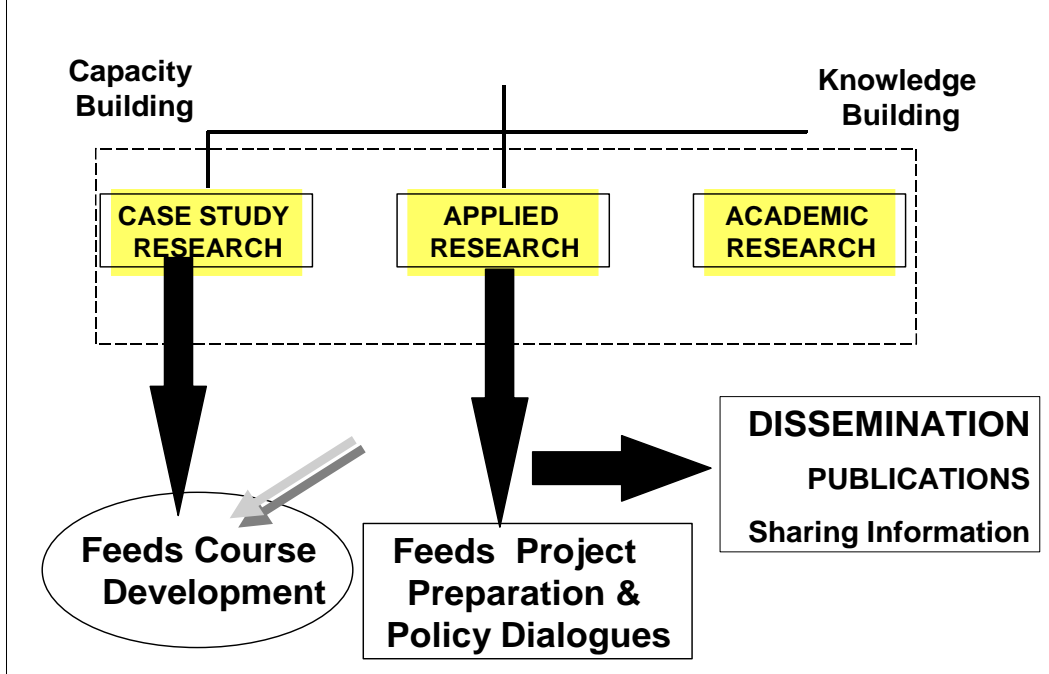 Capacity
Building
Knowledge
Building
CASE STUDY
RESEARCH
APPLIED
RESEARCH
ACADEMIC
RESEARCH
DISSEMINATION
PUBLICATIONS
Sharing Information
Feeds Course
Development
Feeds Project
Preparation &
Policy Dialogues